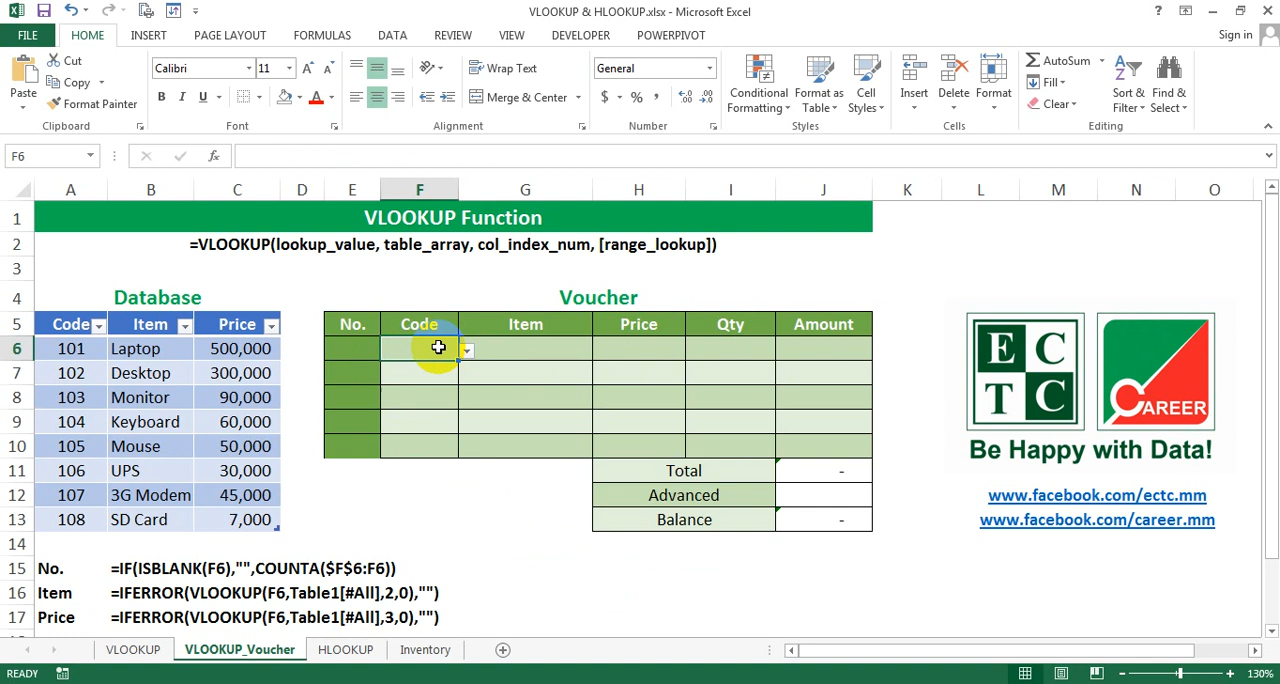 VLOOKUP & HLOOKUP.xlsx - Microsoft Excel
FILE HOME INSERT PAGE LAYOUT FORMULAS DATA REVIEW VIEW DEVELOPER POWERPIVOT Sign in
Cut
Copy
Format Painter
Paste
Clipboard
Calibri 11
B I U
Font
Wrap Text
Merge & Center
Alignment
General
$ % ,
Number
Conditional Formatting
Format as Table
Cell Styles
Styles
Insert Delete Format
Cells
AutoSum
Fill
Clear
Sort & Filter
Find & Select
Editing
F6 fx
A B C D E F G H I J K L M N O
1 VLOOKUP Function
2 =VLOOKUP(lookup_value, table_array, col_index_num, [range_lookup])
3
4 Database Voucher
5 Code Item Price No. Code Item Price Qty Amount
6 101 Laptop 500,000
7 102 Desktop 300,000
8 103 Monitor 90,000
9 104 Keyboard 60,000
10 105 Mouse 50,000
11 106 UPS 30,000 Total -
12 107 3G Modem 45,000 Advanced
13 108 SD Card 7,000 Balance -
14
15 No. =IF(ISBLANK(F6),"",COUNTA($F$6:F6))
16 Item =IFERROR(VLOOKUP(F6,Table1[#All],2,0),"")
17 Price =IFERROR(VLOOKUP(F6,Table1[#All],3,0),"")
E C
T C
CAREER
Be Happy with Data!
www.facebook.com/ectc.mm
www.facebook.com/career.mm
VLOOKUP VLOOKUP_Voucher HLOOKUP Inventory
READY 130%